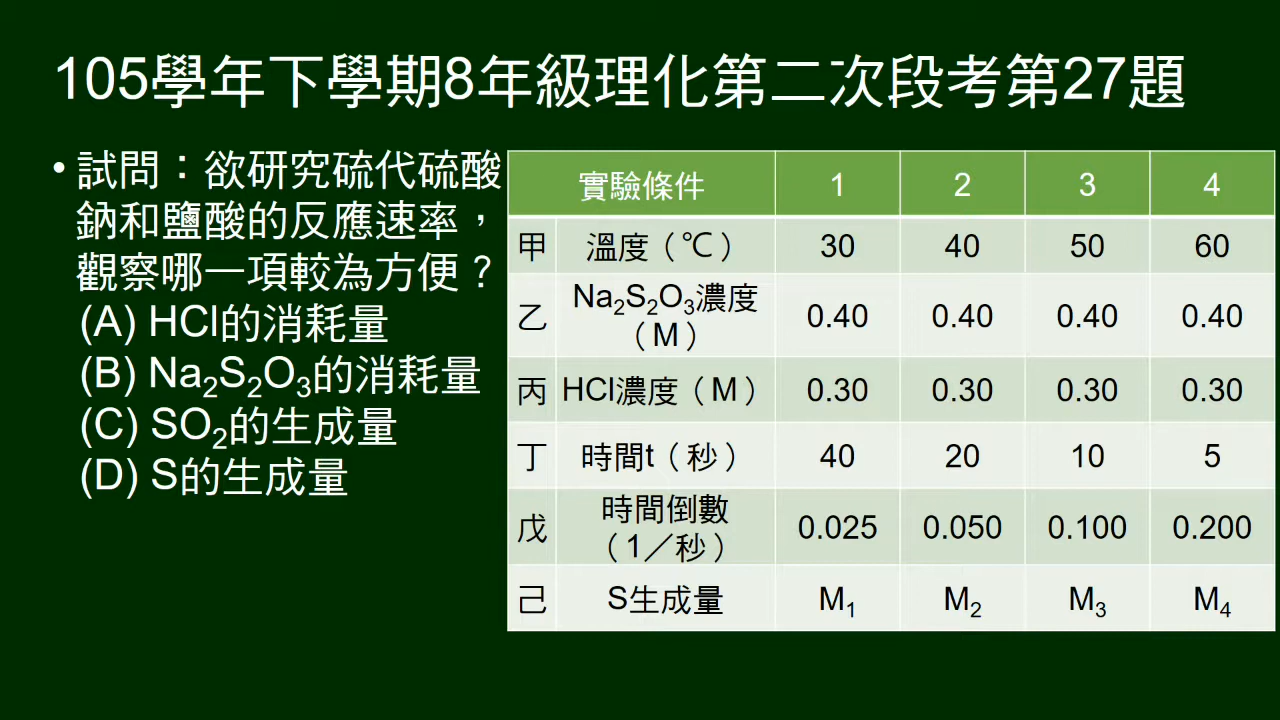 105學年下學期8年級理化第二次段考第27題
• 試問：欲研究硫代硫酸
鈉和鹽酸的反應速率，
觀察哪一項較為方便？
(A) HCl的消耗量
(B) Na₂S₂O₃的消耗量
(C) SO₂的生成量
(D) S的生成量
實驗條件 1 2 3 4
甲 溫度（℃） 30 40 50 60
乙 Na₂S₂O₃濃度（M） 0.40 0.40 0.40 0.40
丙 HCl濃度（M） 0.30 0.30 0.30 0.30
丁 時間t（秒） 40 20 10 5
戊 時間倒數（1／秒） 0.025 0.050 0.100 0.200
己 S生成量 M₁ M₂ M₃ M₄